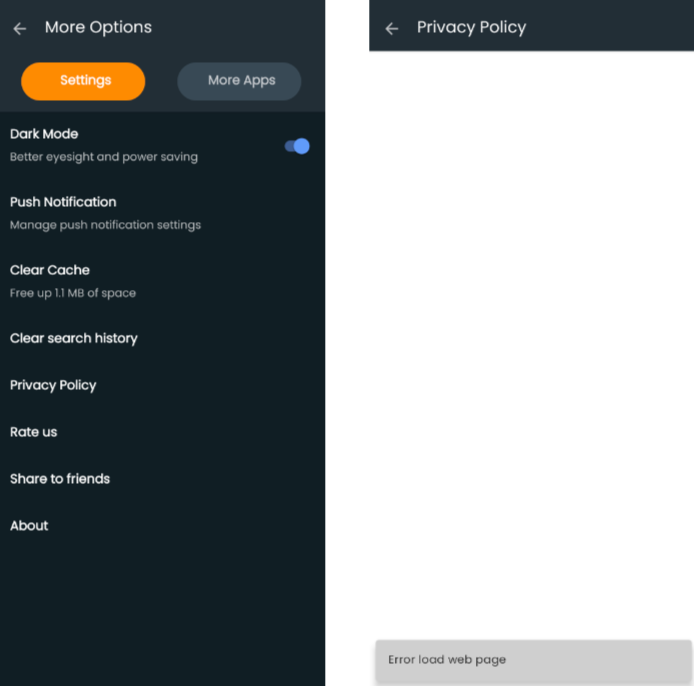 More Options
Settings
More Apps
Dark Mode
Better eyesight and power saving
Push Notification
Manage push notification settings
Clear Cache
Free up 1.1 MB of space
Clear search history
Privacy Policy
Rate us
Share to friends
About
Privacy Policy
Error load web page